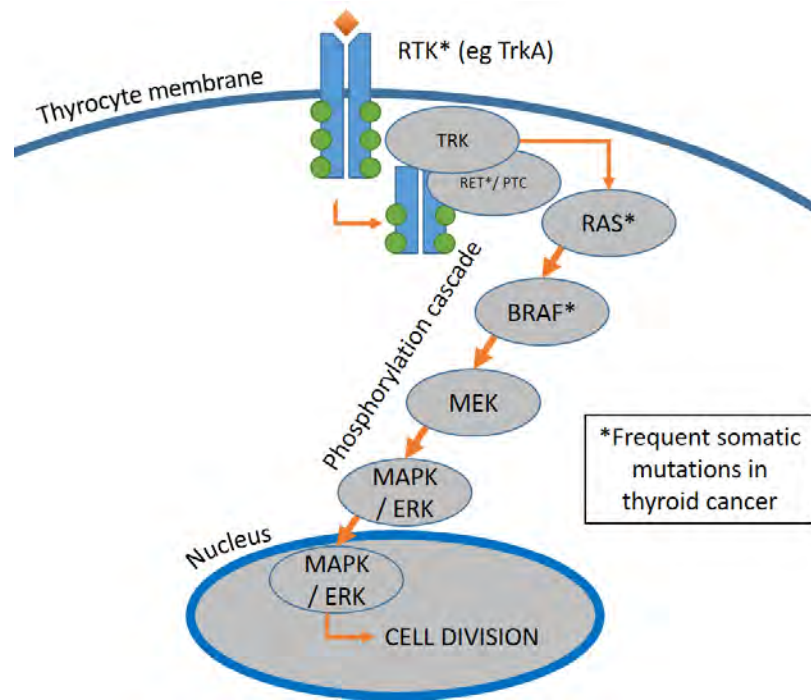 RTK* (eg TrkA)
Thyrocyte membrane
TRK
RET*/ PTC
RAS*
BRAF*
Phosphorylation cascade
MEK
*Frequent somatic
mutations in
thyroid cancer
MAPK
/ ERK
Nucleus
MAPK
/ ERK
CELL DIVISION